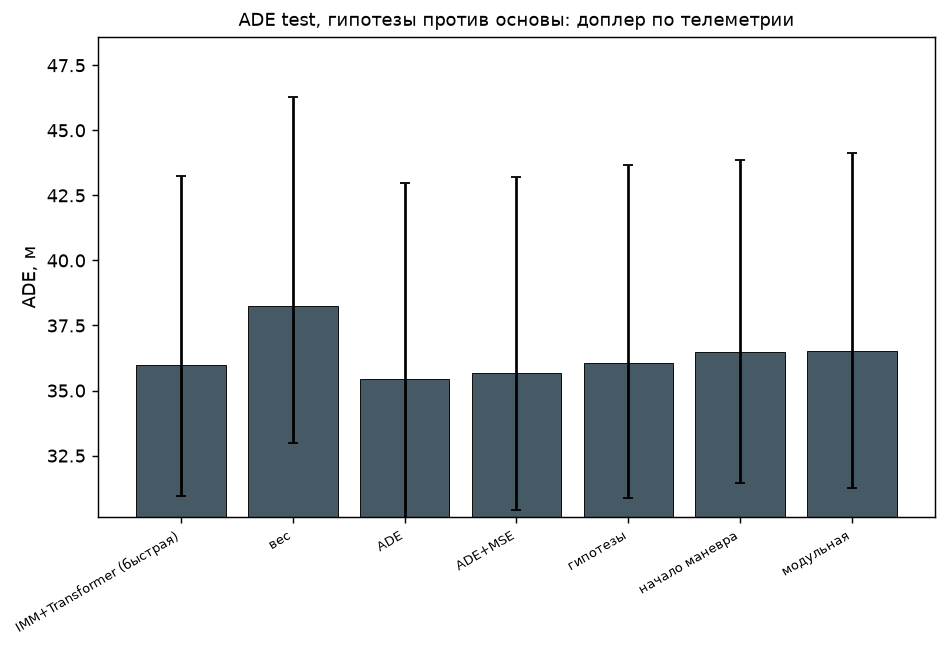 ADE test, гипотезы против основы: доплер по телеметрии
47.5
45.0
42.5
40.0
37.5
35.0
32.5
ADE, м
IMM+Transformer (быстрая)
вес
ADE
ADE+MSE
гипотезы
начало маневра
модульная